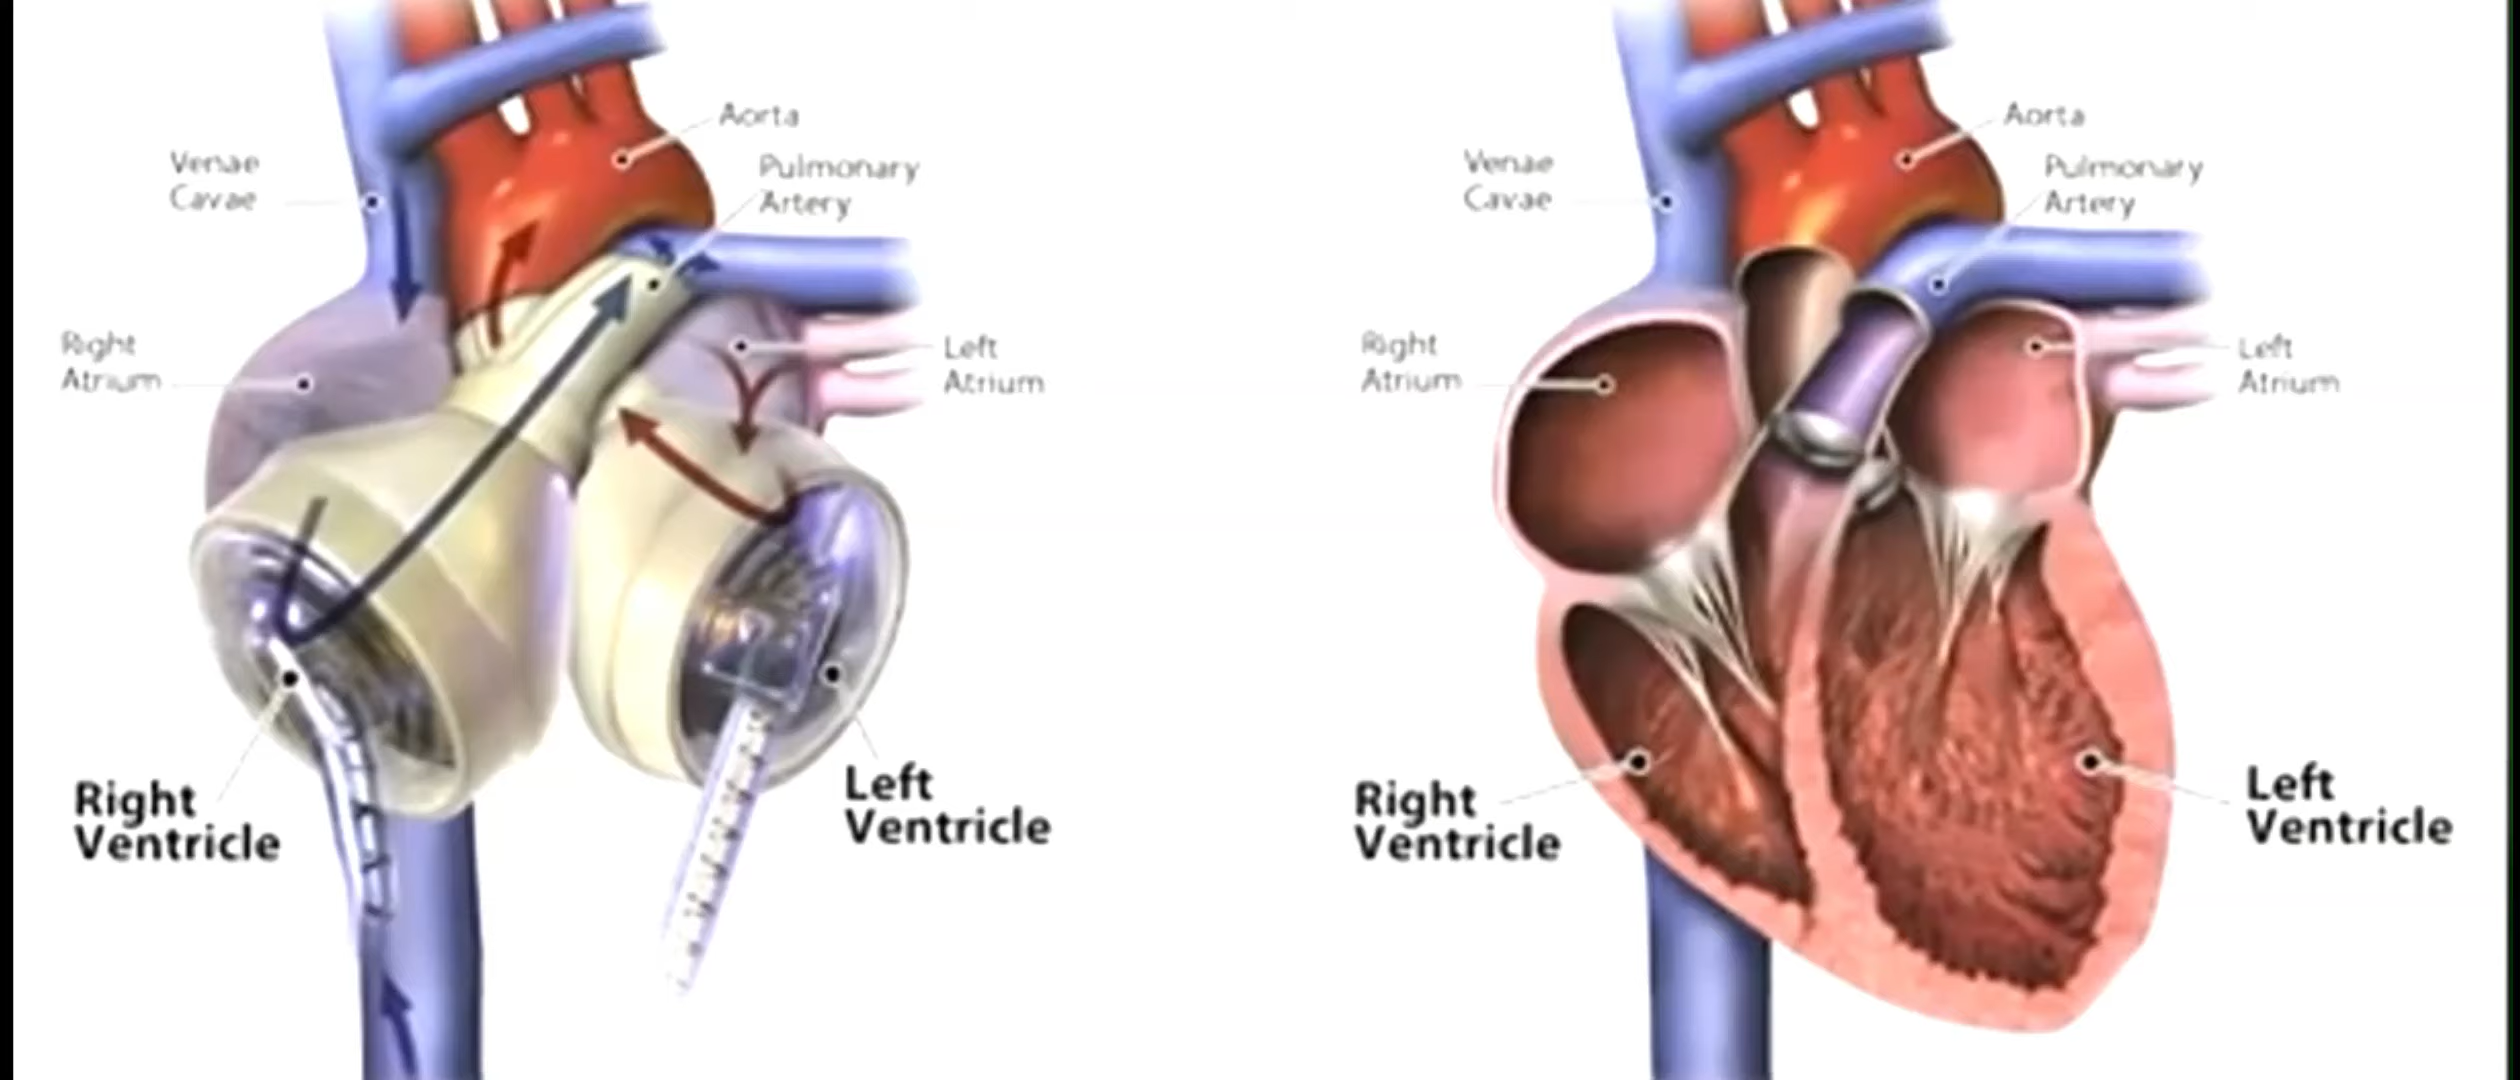 Aorta
Pulmonary
Artery
Venae
Cavae
Right
Atrium
Left
Atrium
Right
Ventricle
Left
Ventricle
Aorta
Pulmonary
Artery
Venae
Cavae
Right
Atrium
Left
Atrium
Right
Ventricle
Left
Ventricle